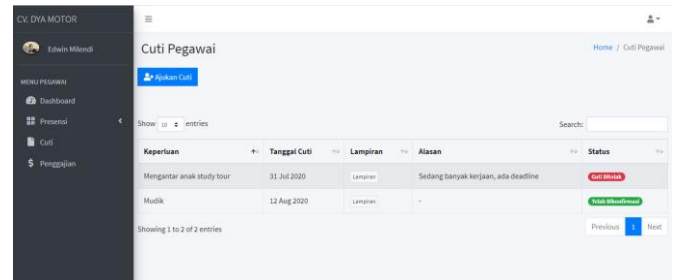 CV. DYA MOTOR
Edwin Milendi
MENU PEGAWAI
Dashboard
Presensi
Cuti
$ Penggajian
Cuti Pegawai
Home / Cuti Pegawai
Ajukan Cuti
Show 10 entries
Search:
Keperluan Tanggal Cuti Lampiran Alasan Status
Mengantar anak study tour 31 Jul 2020 Lampiran Sedang banyak kerjaan, ada deadline Cuti Ditolak
Mudik 12 Aug 2020 Lampiran - Telah Dikonfirmasi
Showing 1 to 2 of 2 entries
Previous 1 Next